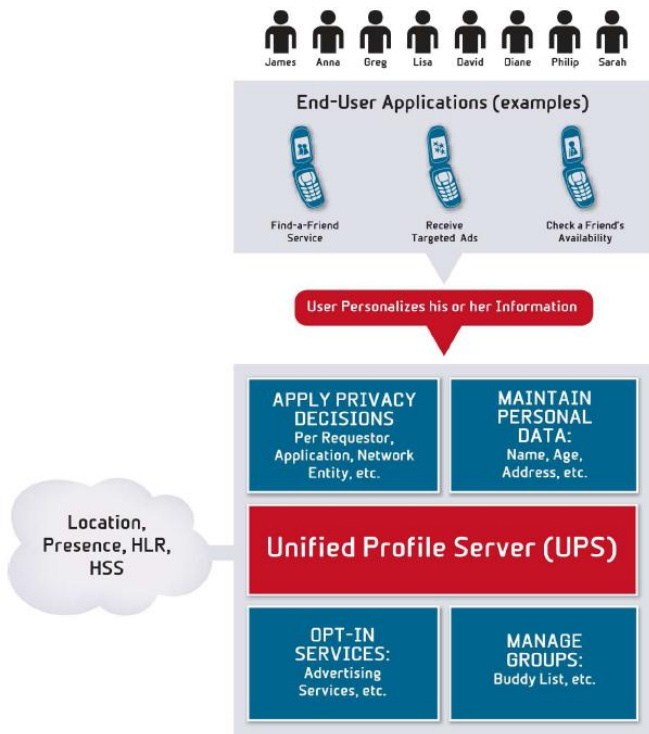 James Anna Greg Lisa David Diane Philip Sarah
End-User Applications (examples)
Find-a-Friend
Service
Receive
Targeted Ads
Check a Friend's
Availability
User Personalizes his or her Information
APPLY PRIVACY
DECISIONS
Per Requestor,
Application, Network
Entity, etc.
MAINTAIN
PERSONAL
DATA:
Name, Age,
Address, etc.
Location,
Presence, HLR,
HSS
Unified Profile Server (UPS)
OPT-IN
SERVICES:
Advertising
Services, etc.
MANAGE
GROUPS:
Buddy List, etc.